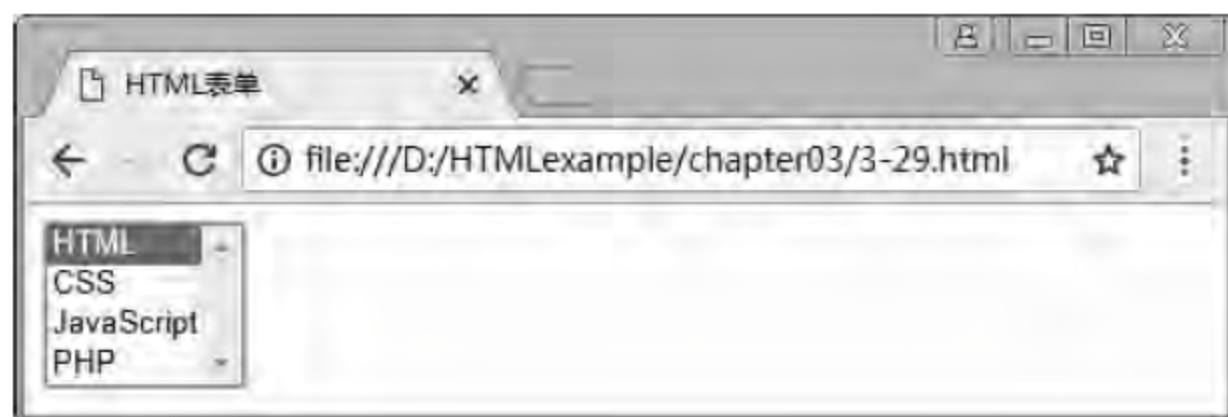 HTML表单
file:///D:/HTMLexample/chapter03/3-29.html
HTML
CSS
JavaScript
PHP